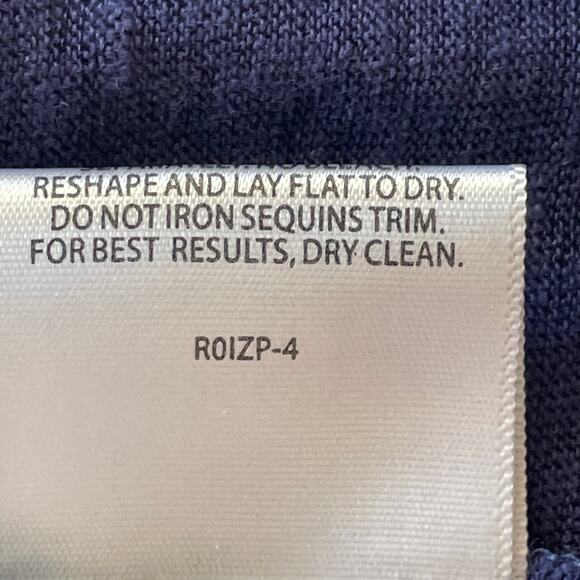 RESHAPE AND LAY FLAT TO DRY.
DO NOT IRON SEQUINS TRIM.
FOR BEST RESULTS, DRY CLEAN.
R0IZP-4